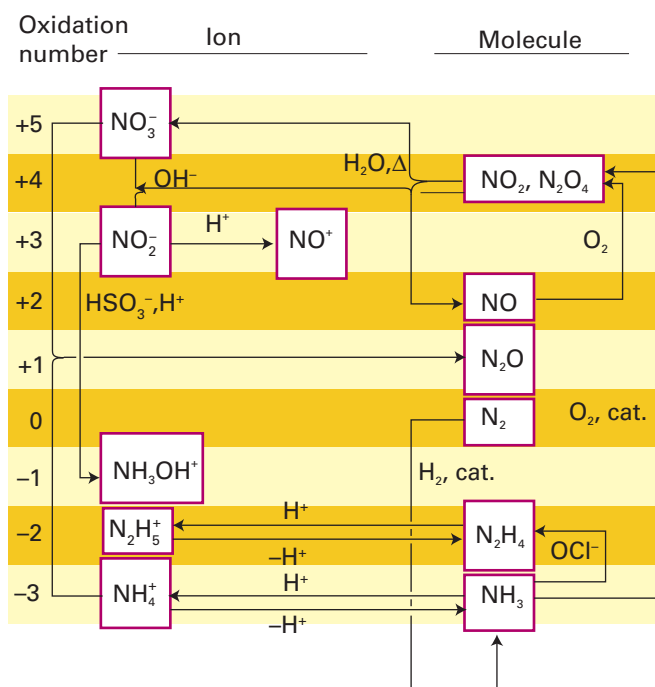 Oxidation number Ion Molecule
+5 NO₃⁻
H₂O, Δ
+4 OH⁻ NO₂, N₂O₄
H⁺
+3 NO₂⁻ NO⁺ O₂
+2 HSO₃⁻, H⁺ NO
+1 N₂O
0 N₂ O₂, cat.
–1 NH₃OH⁺ H₂, cat.
H⁺
–2 N₂H₅⁺ N₂H₄
–H⁺ OCl⁻
H⁺
–3 NH₄⁺ NH₃
–H⁺